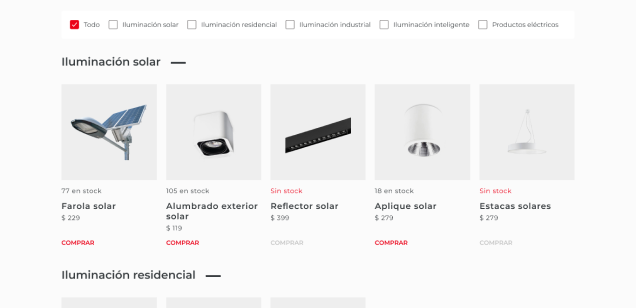 Todo Iluminación solar Iluminación residencial Iluminación industrial Iluminación inteligente Productos eléctricos
Iluminación solar
77 en stock
Farola solar
$ 229
COMPRAR
105 en stock
Alumbrado exterior
solar
$ 119
COMPRAR
Sin stock
Reflector solar
$ 399
COMPRAR
18 en stock
Aplique solar
$ 279
COMPRAR
Sin stock
Estacas solares
$ 279
COMPRAR
Iluminación residencial